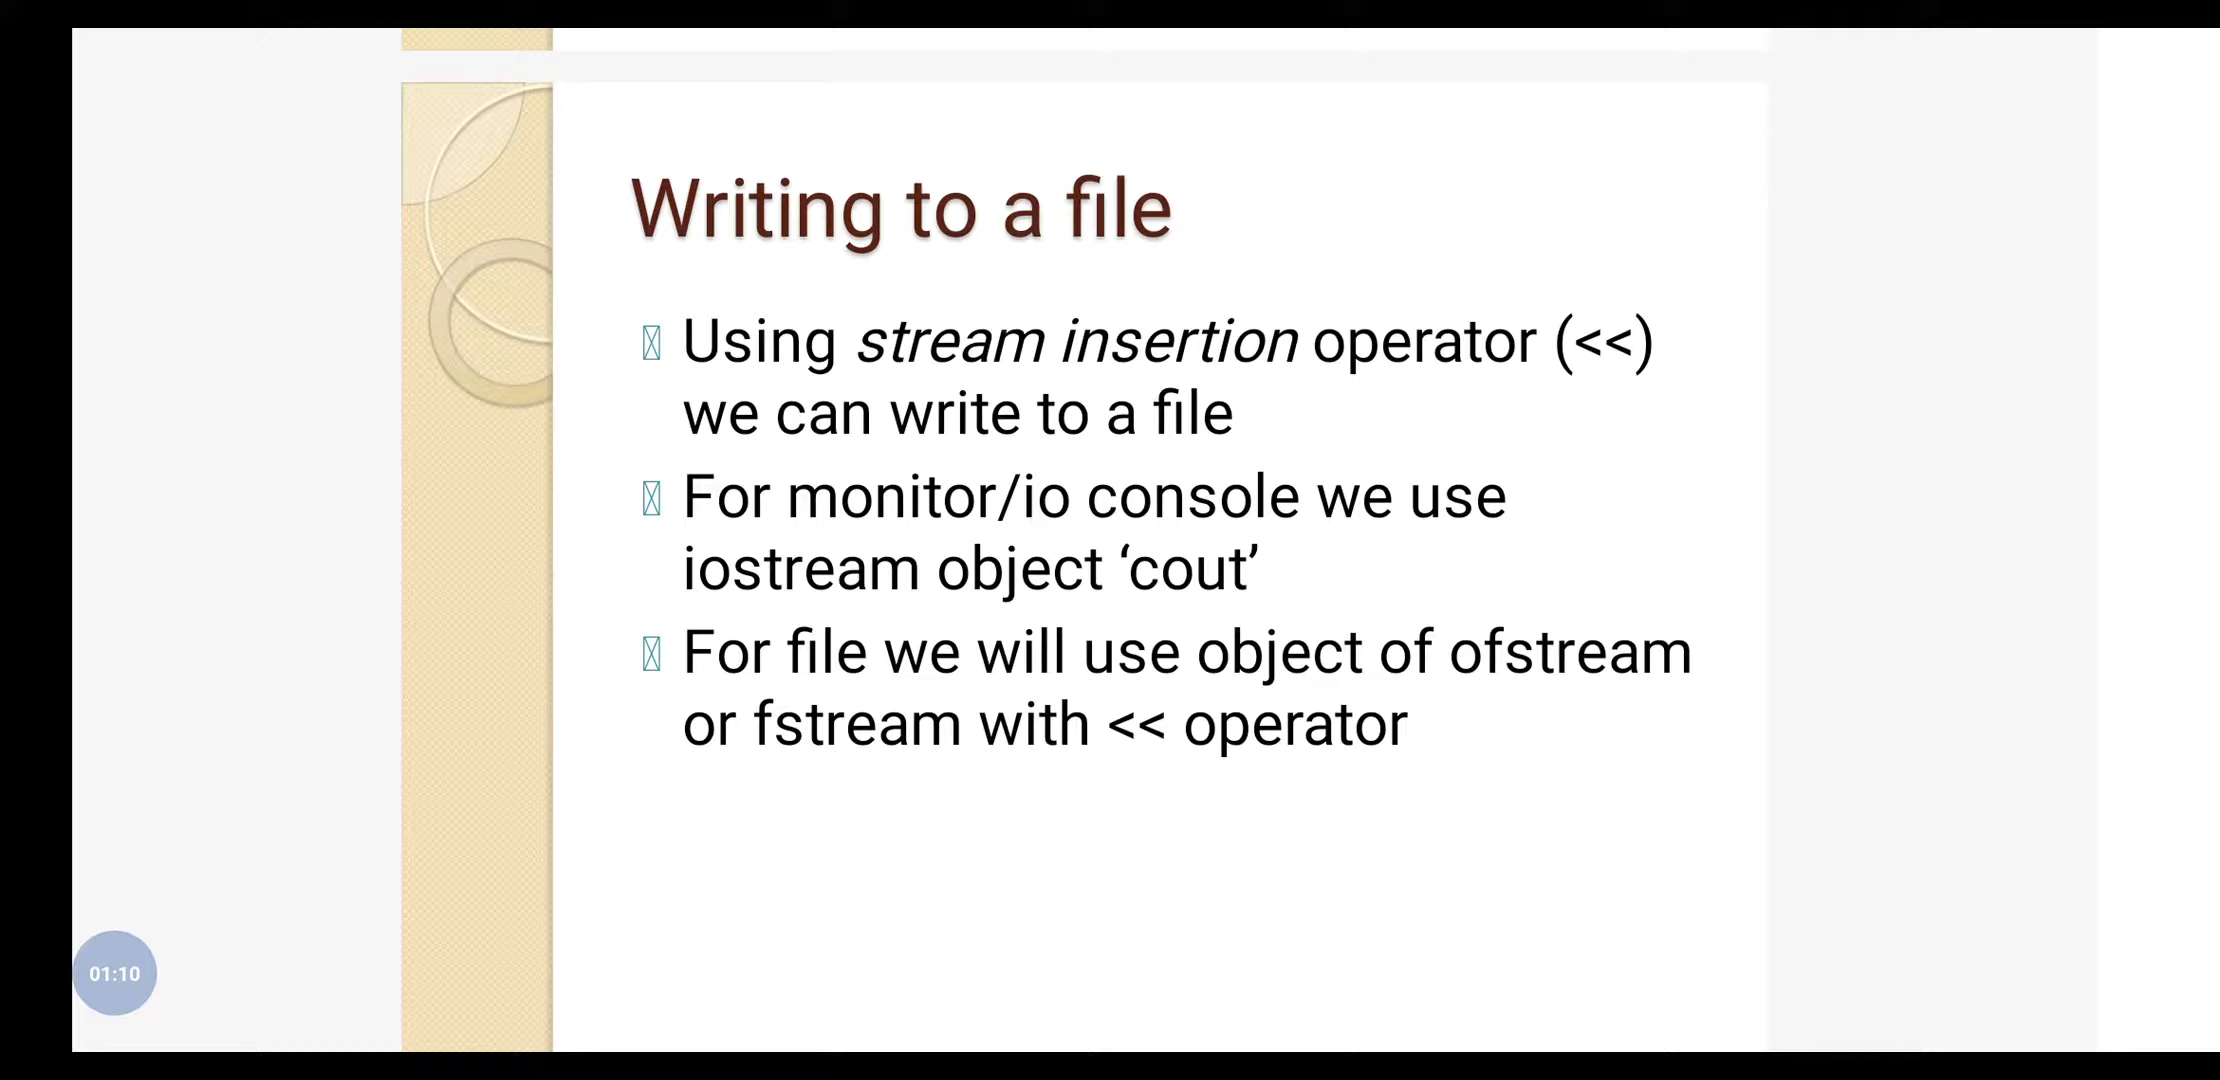 Writing to a file
Using stream insertion operator (<<)
we can write to a file
For monitor/io console we use
iostream object ‘cout’
For file we will use object of ofstream
or fstream with << operator
01:10